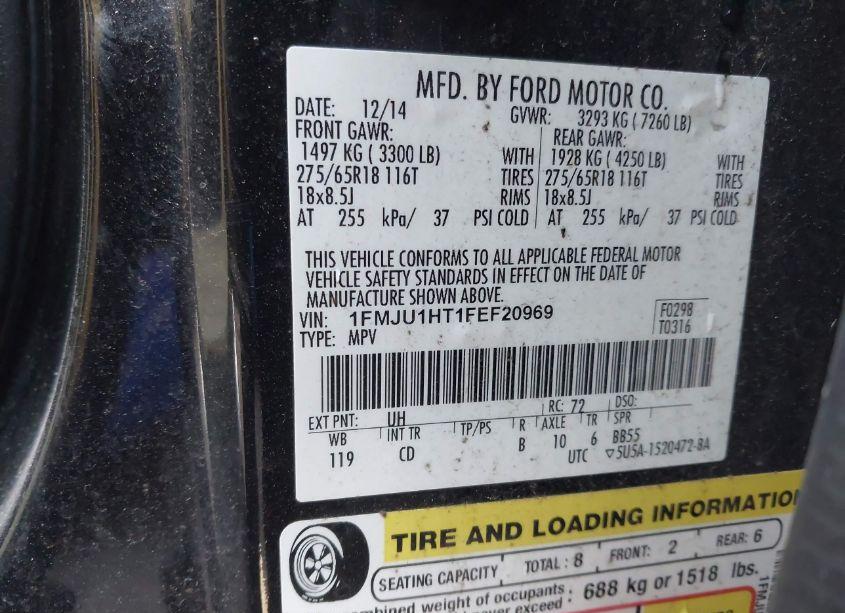 MFD. BY FORD MOTOR CO.
DATE: 12/14 GVWR: 3293 KG ( 7260 LB)
FRONT GAWR: REAR GAWR:
1497 KG ( 3300 LB) WITH 1928 KG ( 4250 LB) WITH
275/65R18 116T TIRES 275/65R18 116T TIRES
18x8.5J RIMS 18x8.5J RIMS
AT 255 kPa/ 37 PSI COLD AT 255 kPa/ 37 PSI COLD
THIS VEHICLE CONFORMS TO ALL APPLICABLE FEDERAL MOTOR
VEHICLE SAFETY STANDARDS IN EFFECT ON THE DATE OF
MANUFACTURE SHOWN ABOVE.
VIN: 1FMJU1HT1FEF20969 F0298
TYPE: MPV T0316
EXT PNT: UH RC: 72 DSO:
WB INT TR TP/PS R AXLE TR SPR
119 CD B 10 6 BB55
UTC ▽5U5A-1520472-BA
TIRE AND LOADING INFORMATION
SEATING CAPACITY TOTAL : 8 FRONT: 2 REAR: 6
weight of occupants : 688 kg or 1518 lbs.
never exceed